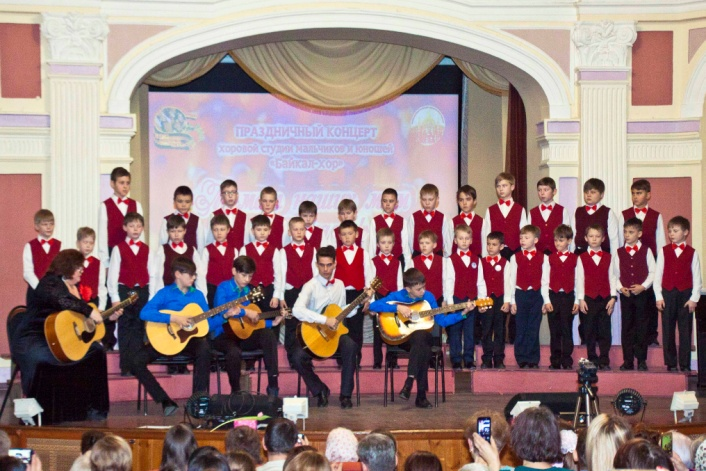 ПРАЗДНИЧНЫЙ КОНЦЕРТ
хоровой студии мальчиков и юношей
«Байкал-хор»